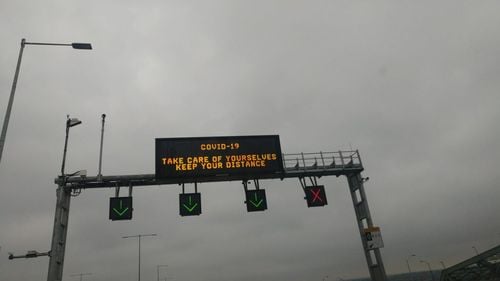 COVID-19
TAKE CARE OF YOURSELVES
KEEP YOUR DISTANCE